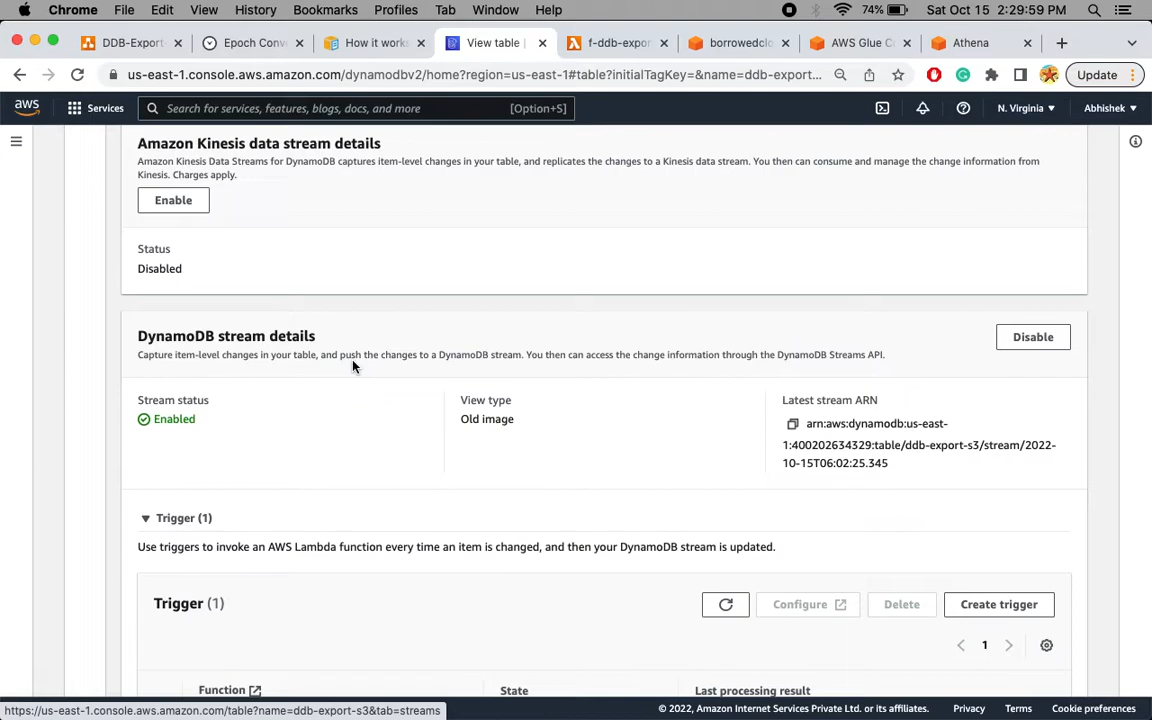 Chrome File Edit View History Bookmarks Profiles Tab Window Help 74% Sat Oct 15 2:29:59 PM
DDB-Export- Epoch Conv How it works View table f-ddb-expor borrowedclo AWS Glue Co Athena
us-east-1.console.aws.amazon.com/dynamodbv2/home?region=us-east-1#table?initialTagKey=&name=ddb-export... Update
aws Services Search for services, features, blogs, docs, and more [Option+S] N. Virginia Abhishek
Amazon Kinesis data stream details
Amazon Kinesis Data Streams for DynamoDB captures item-level changes in your table, and replicates the changes to a Kinesis data stream. You then can consume and manage the change information from
Kinesis. Charges apply.
Enable
Status
Disabled
DynamoDB stream details
Disable
Capture item-level changes in your table, and push the changes to a DynamoDB stream. You then can access the change information through the DynamoDB Streams API.
Stream status
Enabled
View type
Old image
Latest stream ARN
arn:aws:dynamodb:us-east-
1:400202634329:table/ddb-export-s3/stream/2022-
10-15T06:02:25.345
Trigger (1)
Use triggers to invoke an AWS Lambda function every time an item is changed, and then your DynamoDB stream is updated.
Trigger (1)
Configure Delete Create trigger
1
Function State Last processing result
https://us-east-1.console.aws.amazon.com/table?name=ddb-export-s3&tab=streams
© 2022, Amazon Internet Services Private Ltd. or its affiliates. Privacy Terms Cookie preferences